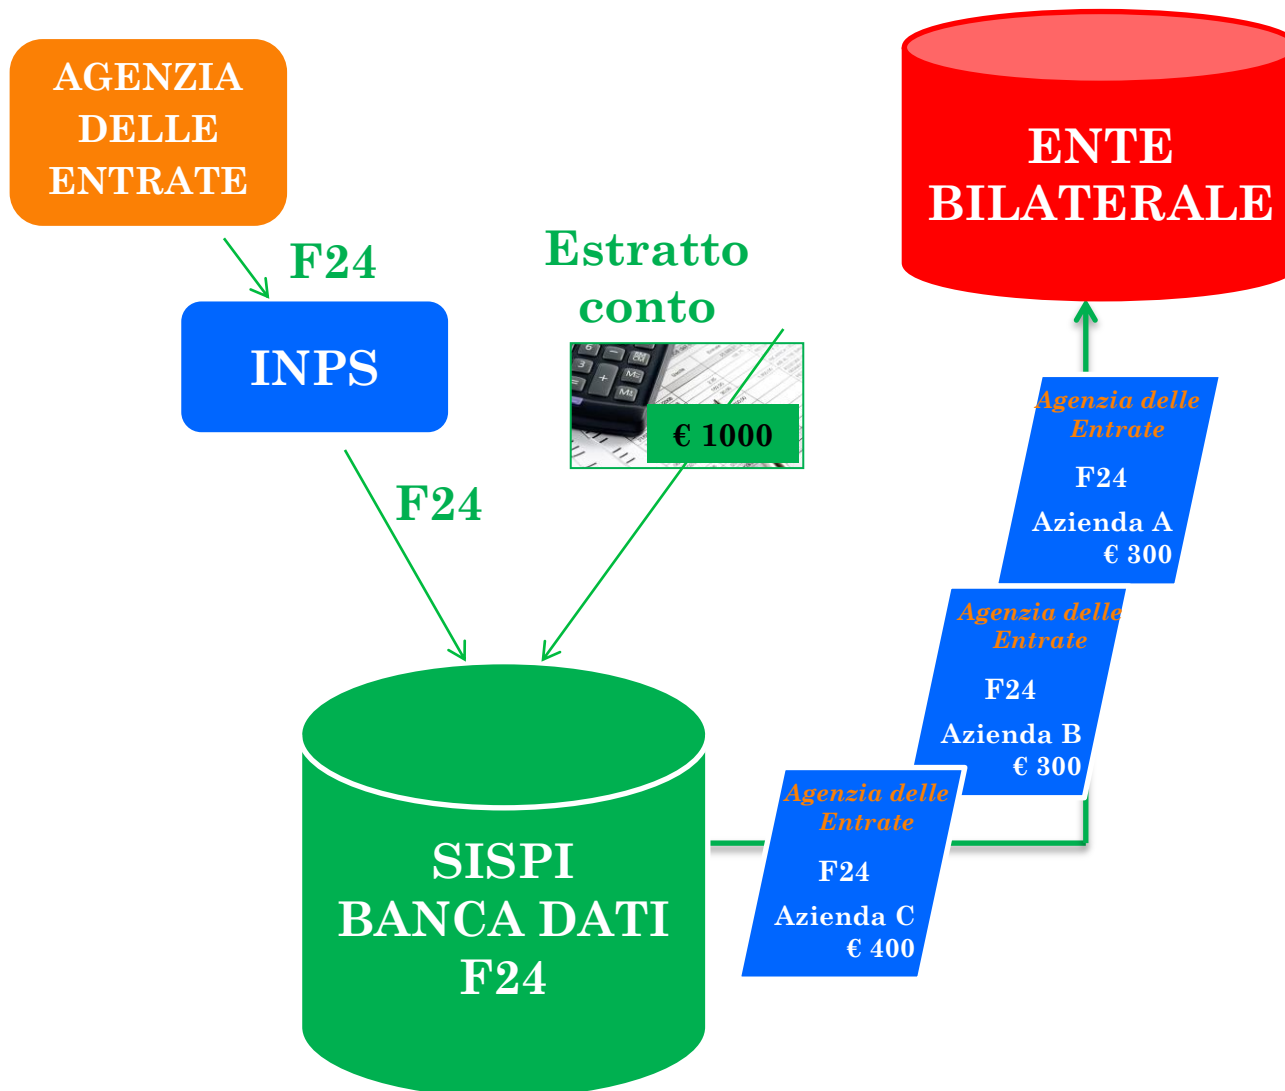 AGENZIA
DELLE
ENTRATE
F24
INPS
F24
Estratto
conto
€ 1000
ENTE
BILATERALE
Agenzia delle
Entrate
F24
Azienda A
€ 300
Agenzia delle
Entrate
F24
Azienda B
€ 300
Agenzia delle
Entrate
F24
Azienda C
€ 400
SISPI
BANCA DATI
F24